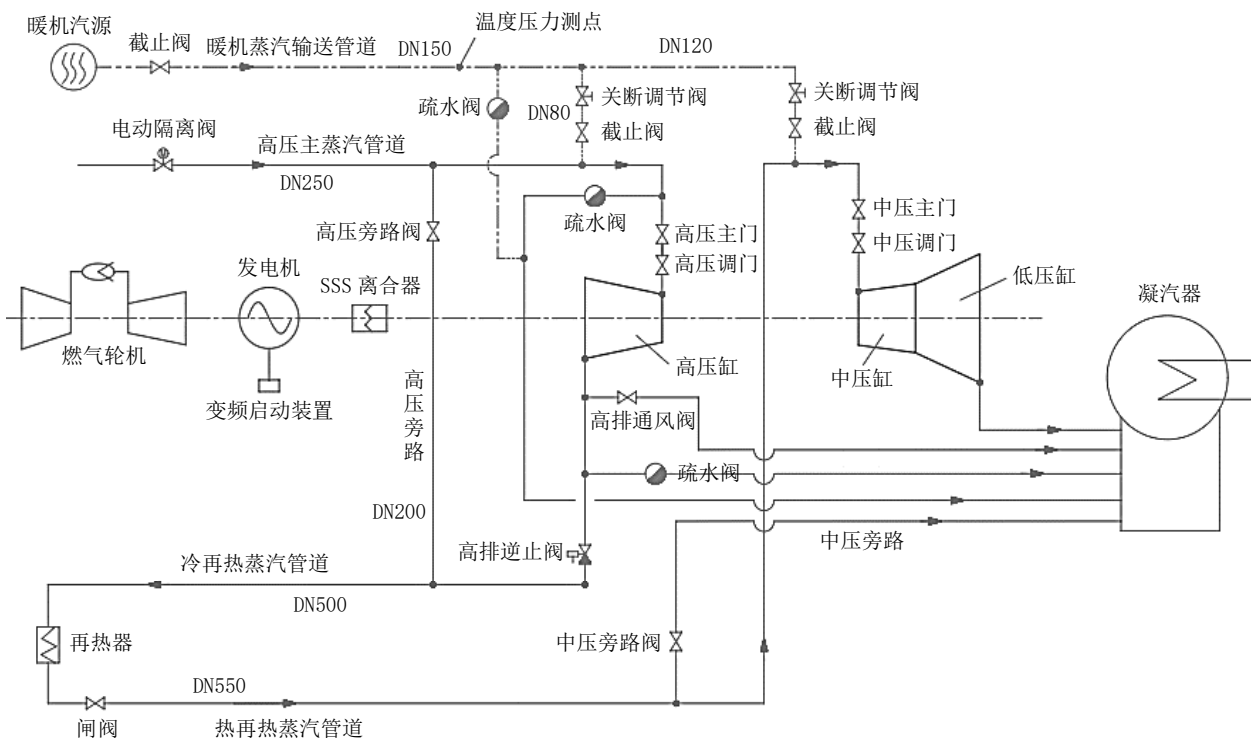 暖机汽源
截止阀
暖机蒸汽输送管道
DN150
温度压力测点
DN120
疏水阀
DN80
关断调节阀
截止阀
关断调节阀
截止阀
电动隔离阀
高压主蒸汽管道
DN250
疏水阀
高压旁路阀
高压主门
高压调门
中压主门
中压调门
发电机
SSS 离合器
低压缸
凝汽器
燃气轮机
高压缸
中压缸
变频启动装置
高压旁路
高排通风阀
疏水阀
DN200
中压旁路
高排逆止阀
冷再热蒸汽管道
DN500
再热器
中压旁路阀
DN550
闸阀
热再热蒸汽管道